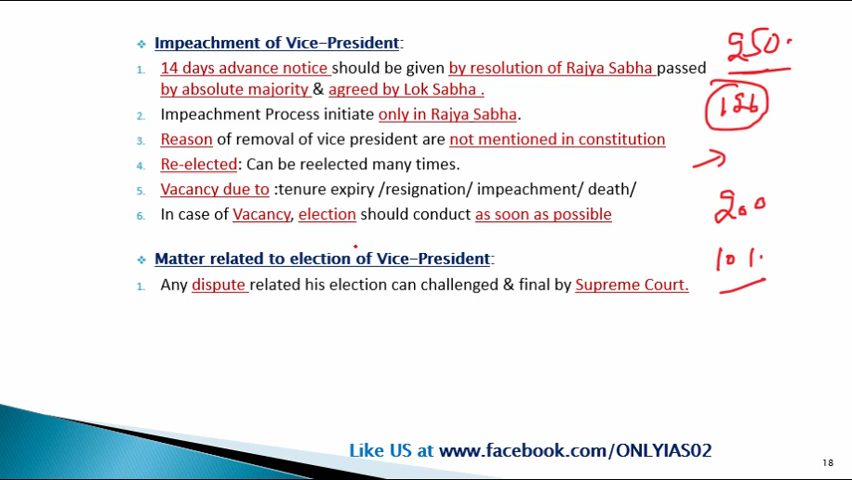 ❖ Impeachment of Vice-President:
1. 14 days advance notice should be given by resolution of Rajya Sabha passed
by absolute majority & agreed by Lok Sabha .
2. Impeachment Process initiate only in Rajya Sabha.
3. Reason of removal of vice president are not mentioned in constitution
4. Re-elected: Can be reelected many times.
5. Vacancy due to :tenure expiry /resignation/ impeachment/ death/
6. In case of Vacancy, election should conduct as soon as possible
❖ Matter related to election of Vice-President:
1. Any dispute related his election can challenged & final by Supreme Court.
250
126
200
101
Like US at www.facebook.com/ONLYIAS02
18